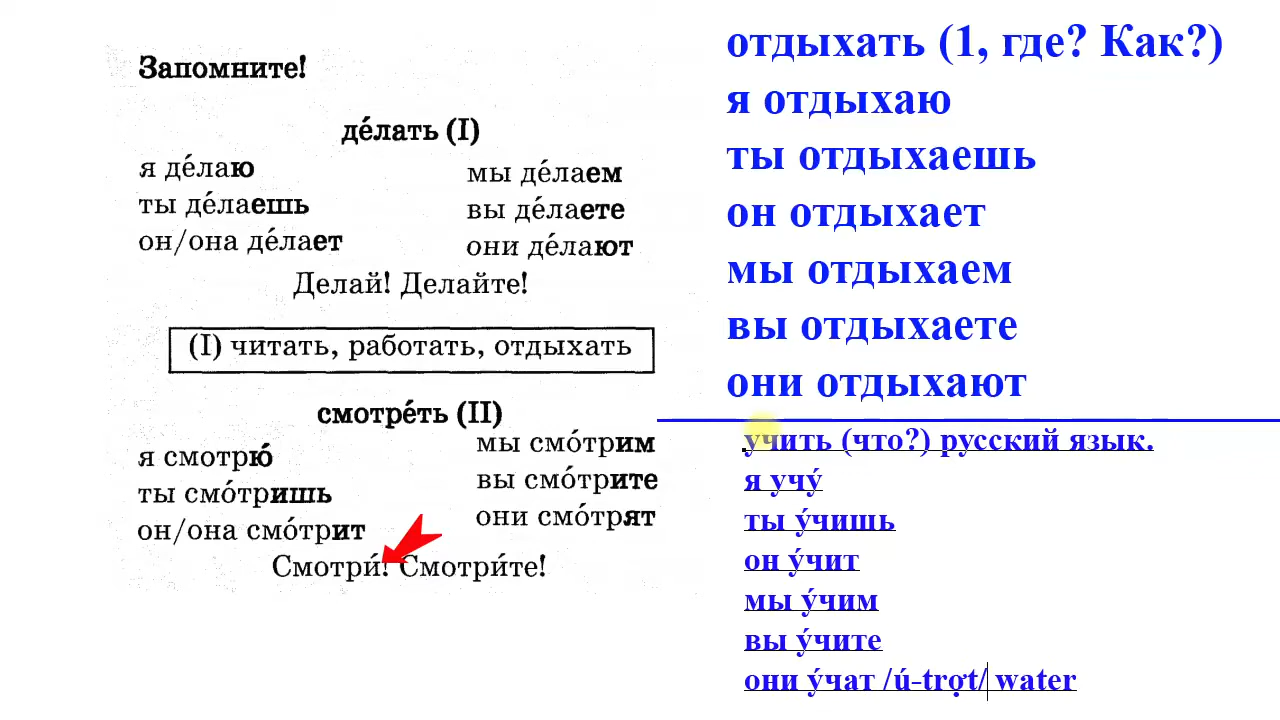 Запомните!
де́лать (I)
я де́лаю
ты де́лаешь
он/она де́лает
мы де́лаем
вы де́лаете
они де́лают
Делай! Делайте!
(I) читать, работать, отдыхать
смотре́ть (II)
я смотрю́
ты смо́тришь
он/она смо́трит
мы смо́трим
вы смо́трите
они смо́трят
Смотри́! Смотри́те!
отдыхать (1, где? Как?)
я отдыхаю
ты отдыхаешь
он отдыхает
мы отдыхаем
вы отдыхаете
они отдыхают
учить (что?) русский язык.
я учу́
ты у́чишь
он у́чит
мы у́чим
вы у́чите
они у́чат /ú-trợt/ water